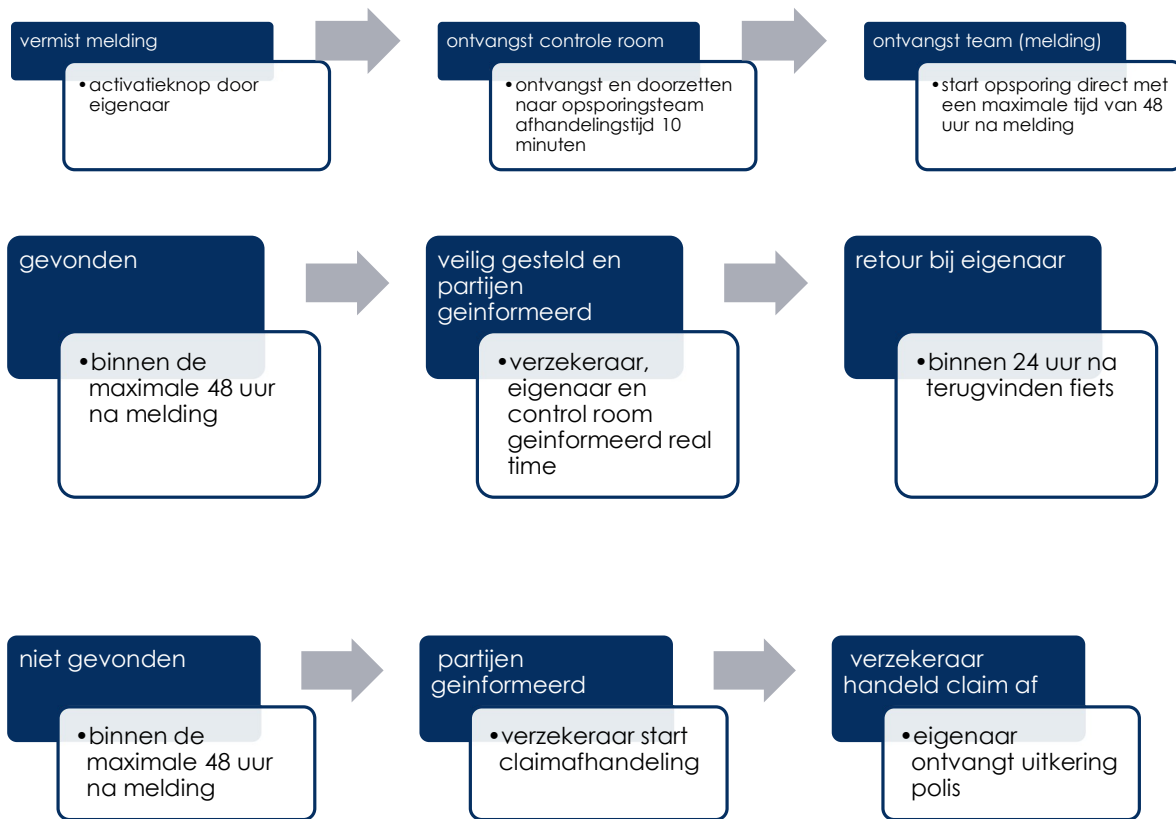 vermist melding
•activatieknop door
eigenaar
ontvangst controle room
•ontvangst en doorzetten
naar opsporingsteam
afhandelingstijd 10
minuten
ontvangst team (melding)
•start opsporing direct met
een maximale tijd van 48
uur na melding
gevonden
•binnen de
maximale 48 uur
na melding
veilig gesteld en
partijen
geinformeerd
•verzekeraar,
eigenaar en
control room
geinformeerd real
time
retour bij eigenaar
•binnen 24 uur na
terugvinden fiets
niet gevonden
•binnen de
maximale 48 uur
na melding
partijen
geinformeerd
•verzekeraar start
claimafhandeling
verzekeraar
handeld claim af
•eigenaar
ontvangt uitkering
polis